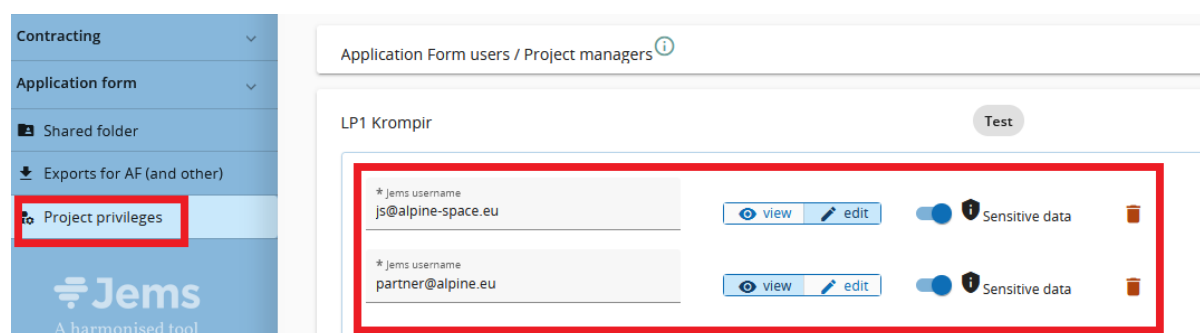 Contracting
Application form
Shared folder
Exports for AF (and other)
Project privileges
Jems
A harmonised tool
Application Form users / Project managers
LP1 Krompir
Test
* Jems username
js@alpine-space.eu
view
edit
Sensitive data
* Jems username
partner@alpine.eu
view
edit
Sensitive data